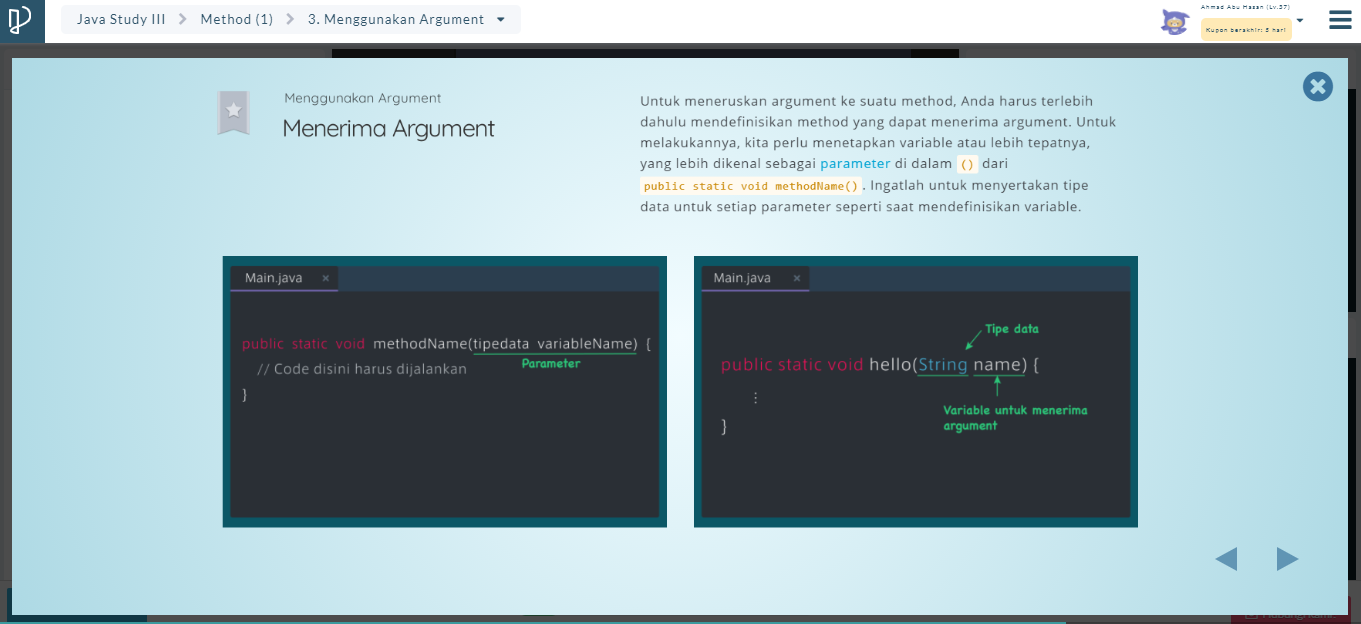 Java Study III
Method (1)
3. Menggunakan Argument
Ahmad Abu Hasan (Lv.37)
Kupon berakhir: 5 hari
Menggunakan Argument
Menerima Argument
Untuk meneruskan argument ke suatu method, Anda harus terlebih
dahulu mendefinisikan method yang dapat menerima argument. Untuk
melakukannya, kita perlu menetapkan variable atau lebih tepatnya,
yang lebih dikenal sebagai parameter di dalam () dari
public static void methodName(). Ingatlah untuk menyertakan tipe
data untuk setiap parameter seperti saat mendefinisikan variable.
Main.java ×
public static void methodName(tipedata variableName) {
Parameter
// Code disini harus dijalankan
}
Main.java ×
Tipe data
public static void hello(String name) {
⋮
Variable untuk menerima
argument
}